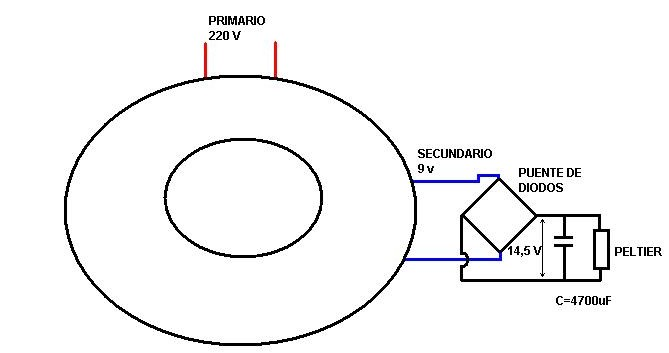 PRIMARIO
220 V
SECUNDARIO
9 v
PUENTE DE
DIODOS
14,5 V
PELTIER
C=4700uF